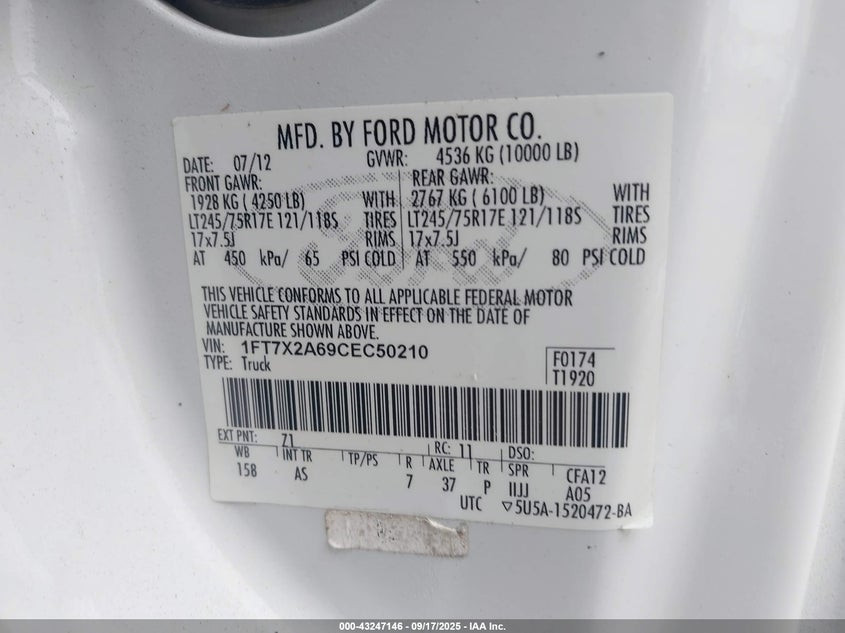 MFD. BY FORD MOTOR CO.
DATE: 07/12 GVWR: 4536 KG (10000 LB)
FRONT GAWR: REAR GAWR:
1928 KG ( 4250 LB) WITH 2767 KG ( 6100 LB) WITH
LT245/75R17E 121/118S TIRES LT245/75R17E 121/118S TIRES
17x7.5J RIMS 17x7.5J RIMS
AT 450 kPa/ 65 PSI COLD AT 550 kPa/ 80 PSI COLD
Ford
THIS VEHICLE CONFORMS TO ALL APPLICABLE FEDERAL MOTOR
VEHICLE SAFETY STANDARDS IN EFFECT ON THE DATE OF
MANUFACTURE SHOWN ABOVE.
VIN: 1FT7X2A69CEC50210 F0174
TYPE: Truck T1920
EXT PNT: Z1 RC: 11 DSO:
WB INT TR TP/PS R AXLE TR SPR CFA12
158 AS 7 37 P IIJJ A05
UTC ▽5U5A-1520472-BA
000-43247146 - 09/17/2025 - IAA Inc.